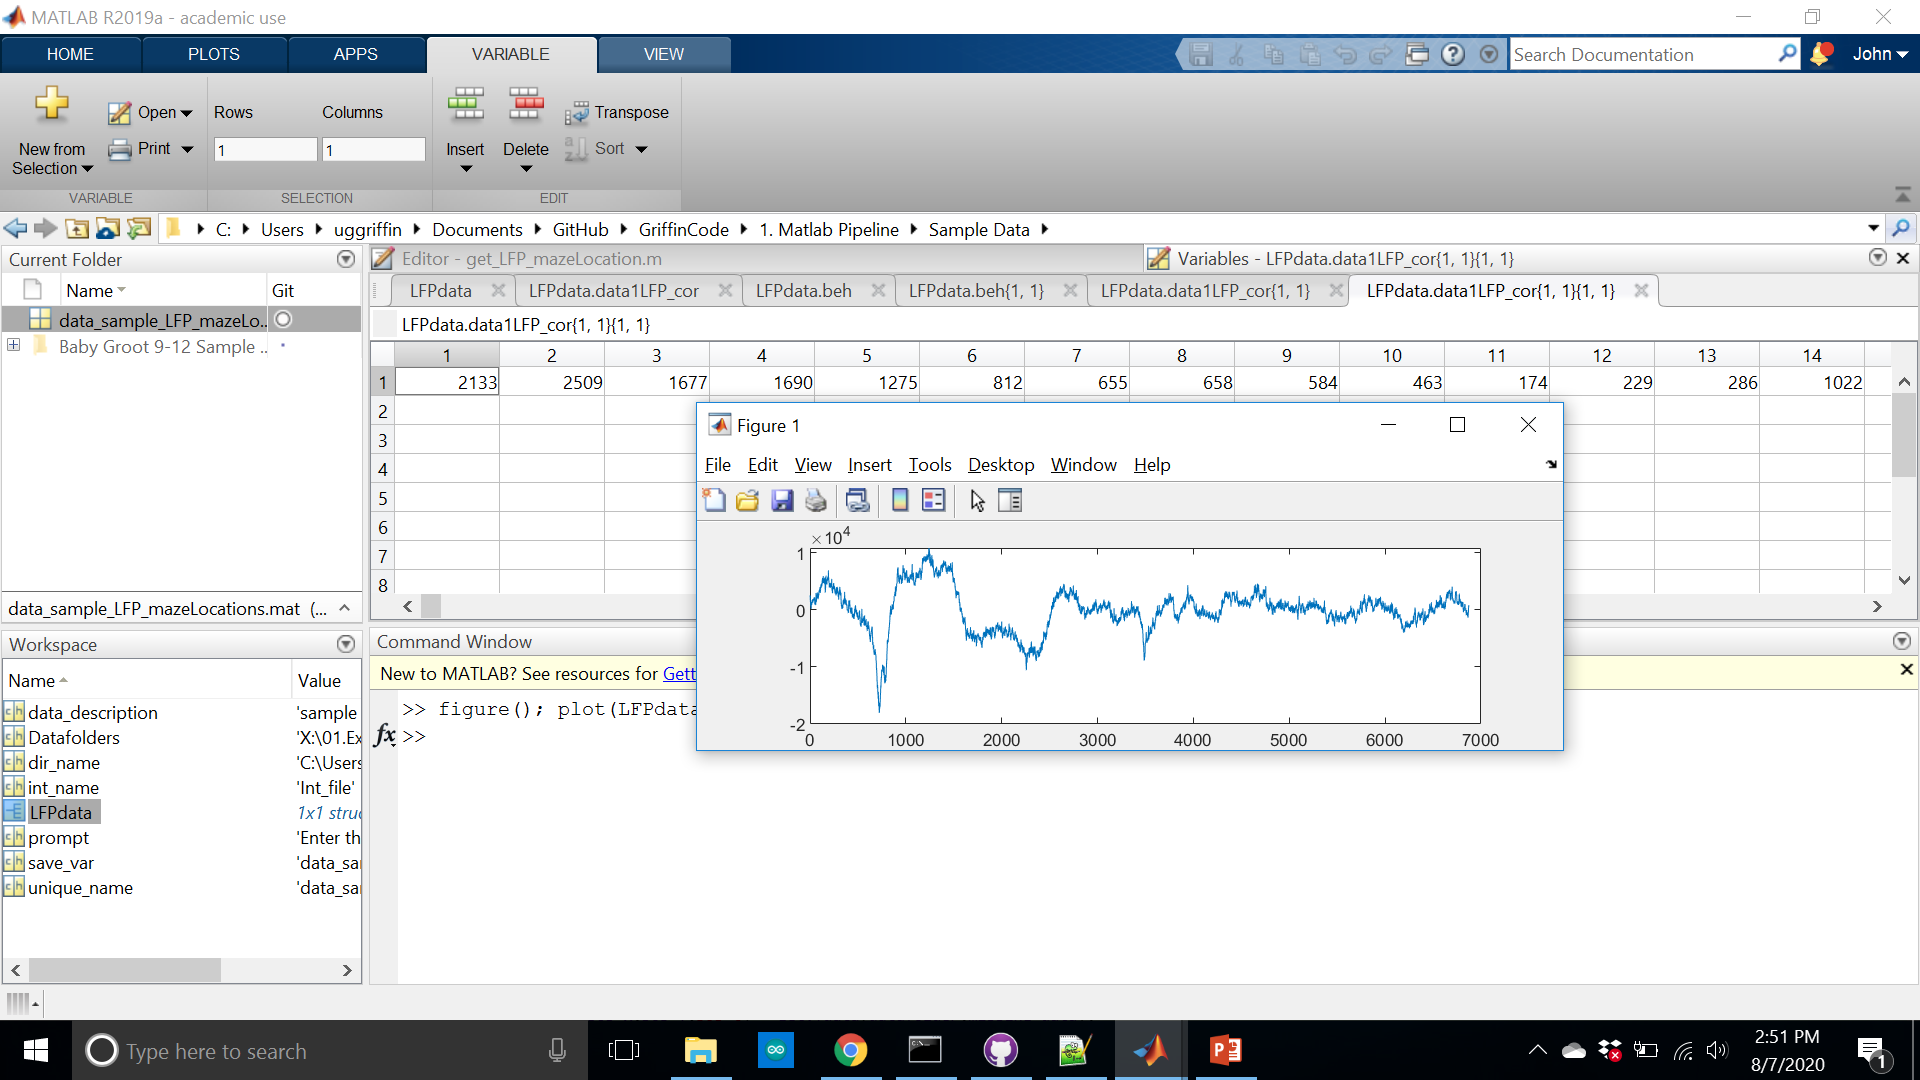 MATLAB R2019a - academic use
HOME PLOTS APPS VARIABLE VIEW
Search Documentation
John
New from Selection
Open
Print
Rows Columns
1 1
Insert
Delete
Transpose
Sort
VARIABLE SELECTION EDIT
C: Users uggriffin Documents GitHub GriffinCode 1. Matlab Pipeline Sample Data
Current Folder
Name Git
data_sample_LFP_mazeLo..
Baby Groot 9-12 Sample ..
data_sample_LFP_mazeLocations.mat (...
Editor - get_LFP_mazeLocation.m
Variables - LFPdata.data1LFP_cor{1, 1}{1, 1}
LFPdata LFPdata.data1LFP_cor LFPdata.beh LFPdata.beh{1, 1} LFPdata.data1LFP_cor{1, 1} LFPdata.data1LFP_cor{1, 1}{1, 1}
LFPdata.data1LFP_cor{1, 1}{1, 1}
1 2 3 4 5 6 7 8 9 10 11 12 13 14
1 2133 2509 1677 1690 1275 812 655 658 584 463 174 229 286 1022
2
3
4
5
6
7
8
Figure 1
File Edit View Insert Tools Desktop Window Help
×10⁴
1
0
-1
-2
0 1000 2000 3000 4000 5000 6000 7000
Workspace
Name Value
data_description 'sample
Datafolders 'X:\01.Ex
dir_name 'C:\Users
int_name 'Int_file'
LFPdata 1x1 struc
prompt 'Enter th
save_var 'data_sar
unique_name 'data_sar
Command Window
New to MATLAB? See resources for Gett
>> figure(); plot(LFPdata
fx >>
Type here to search
2:51 PM
8/7/2020
1